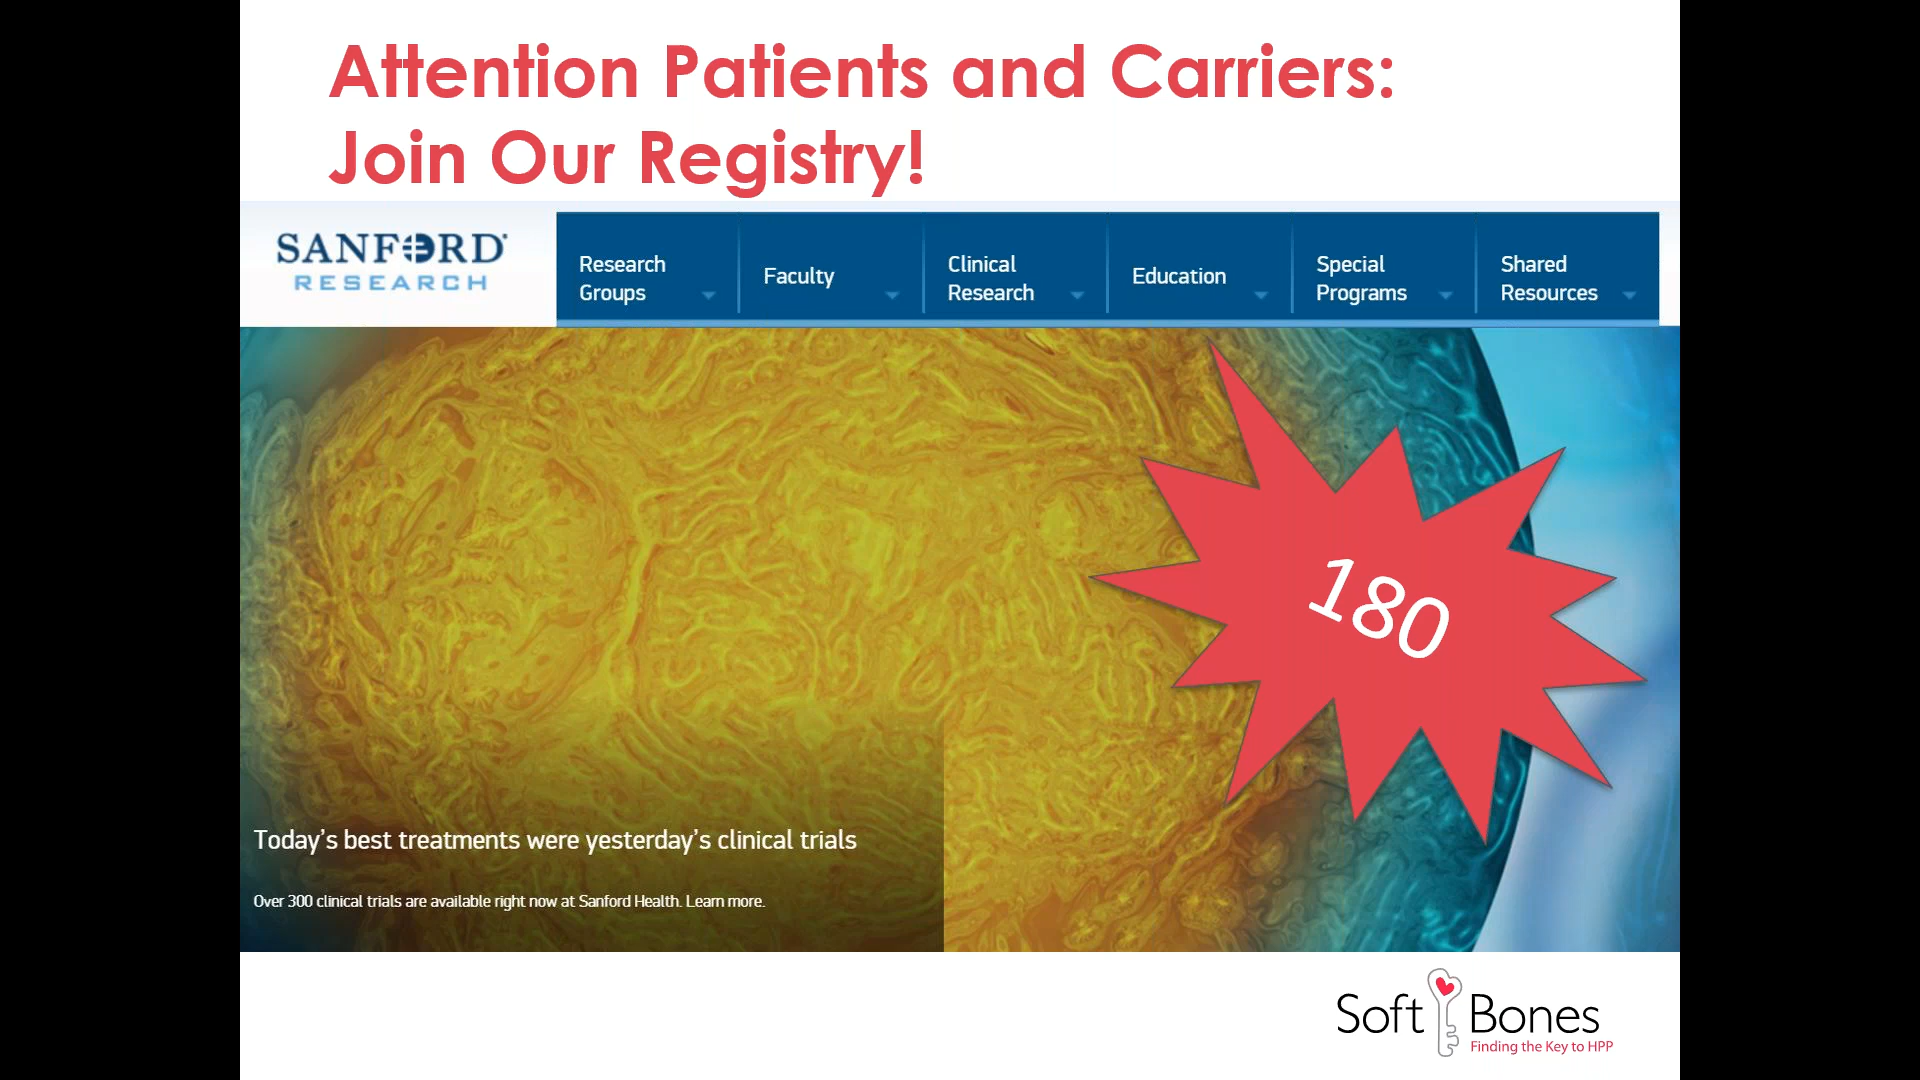 Attention Patients and Carriers:
Join Our Registry!
SANFORD
RESEARCH
Research
Groups
Faculty
Clinical
Research
Education
Special
Programs
Shared
Resources
180
Today’s best treatments were yesterday’s clinical trials
Over 300 clinical trials are available right now at Sanford Health. Learn more.
Soft Bones
Finding the Key to HPP